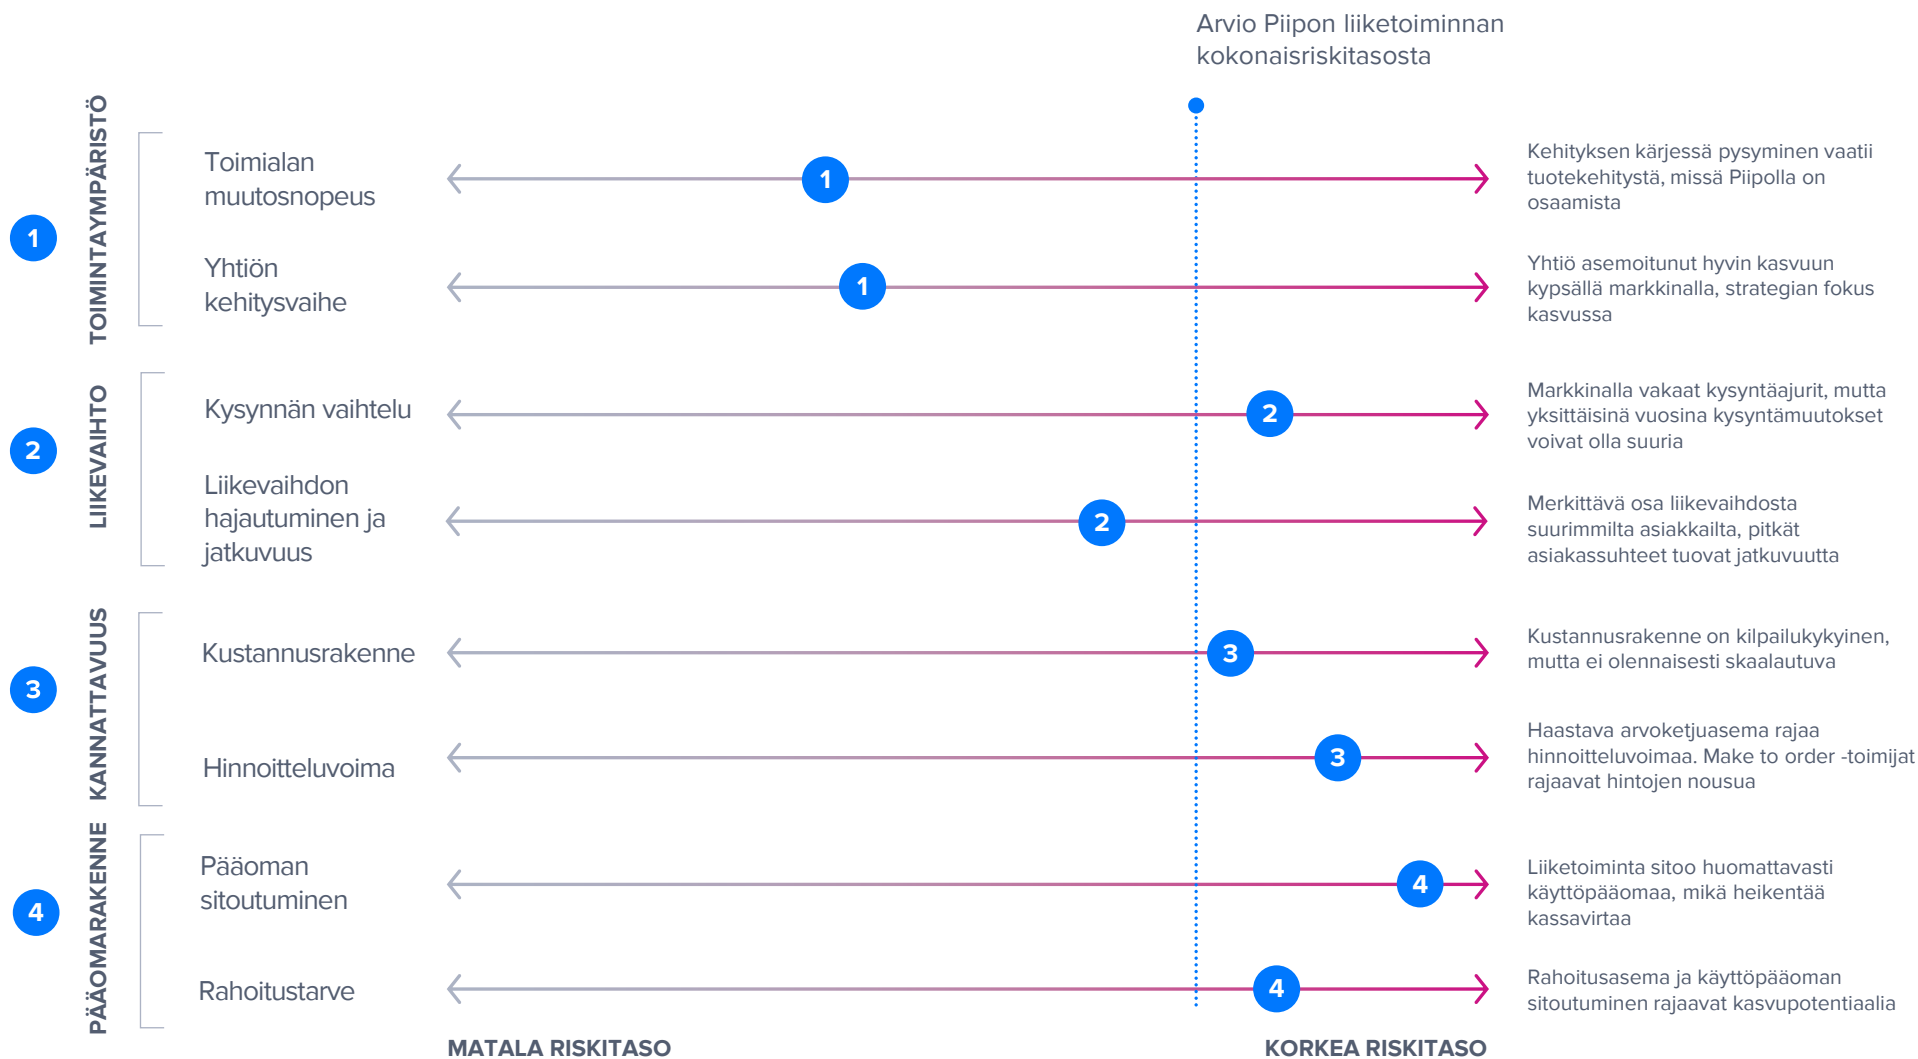 Arvio Piipon liiketoiminnan
kokonaisriskitasosta
1
TOIMINTAYMPÄRISTÖ
Toimialan
muutosnopeus
1
Kehityksen kärjessä pysyminen vaatii
tuotekehitystä, missä Piipolla on
osaamista
Yhtiön
kehitysvaihe
1
Yhtiö asemoitunut hyvin kasvuun
kypsällä markkinalla, strategian fokus
kasvussa
2
LIIKEVAIHTO
Kysynnän vaihtelu
2
Markkinalla vakaat kysyntäajurit, mutta
yksittäisinä vuosina kysyntämuutokset
voivat olla suuria
Liikevaihdon
hajautuminen ja
jatkuvuus
2
Merkittävä osa liikevaihdosta
suurimmilta asiakkailta, pitkät
asiakassuhteet tuovat jatkuvuutta
3
KANNATTAVUUS
Kustannusrakenne
3
Kustannusrakenne on kilpailukykyinen,
mutta ei olennaisesti skaalautuva
Hinnoitteluvoima
3
Haastava arvoketjuasema rajaa
hinnoitteluvoimaa. Make to order -toimijat
rajaavat hintojen nousua
4
PÄÄOMARAKENNE
Pääoman
sitoutuminen
4
Liiketoiminta sitoo huomattavasti
käyttöpääomaa, mikä heikentää
kassavirtaa
Rahoitustarve
4
Rahoitusasema ja käyttöpääoman
sitoutuminen rajaavat kasvupotentiaalia
MATALA RISKITASO
KORKEA RISKITASO